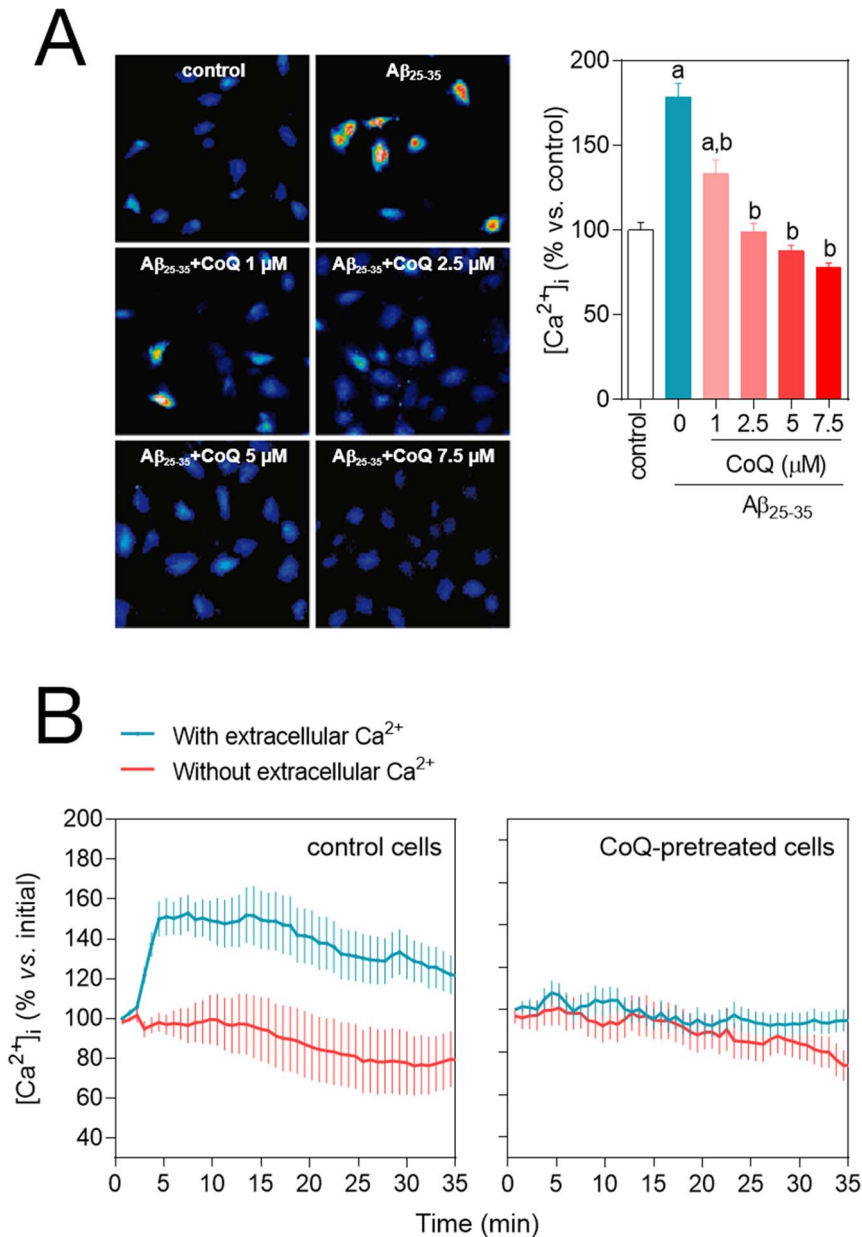 A
control
Aβ25-35
Aβ25-35+CoQ 1 µM
Aβ25-35+CoQ 2.5 µM
Aβ25-35+CoQ 5 µM
Aβ25-35+CoQ 7.5 µM
[Ca2+]i (% vs. control)
200
150
100
50
0
a
a,b
b
b
b
control
0
1
2.5
5
7.5
CoQ (µM)
Aβ25-35
B
With extracellular Ca2+
Without extracellular Ca2+
[Ca2+]i (% vs. initial)
200
180
160
140
120
100
80
60
40
control cells
0 5 10 15 20 25 30 35
CoQ-pretreated cells
0 5 10 15 20 25 30 35
Time (min)